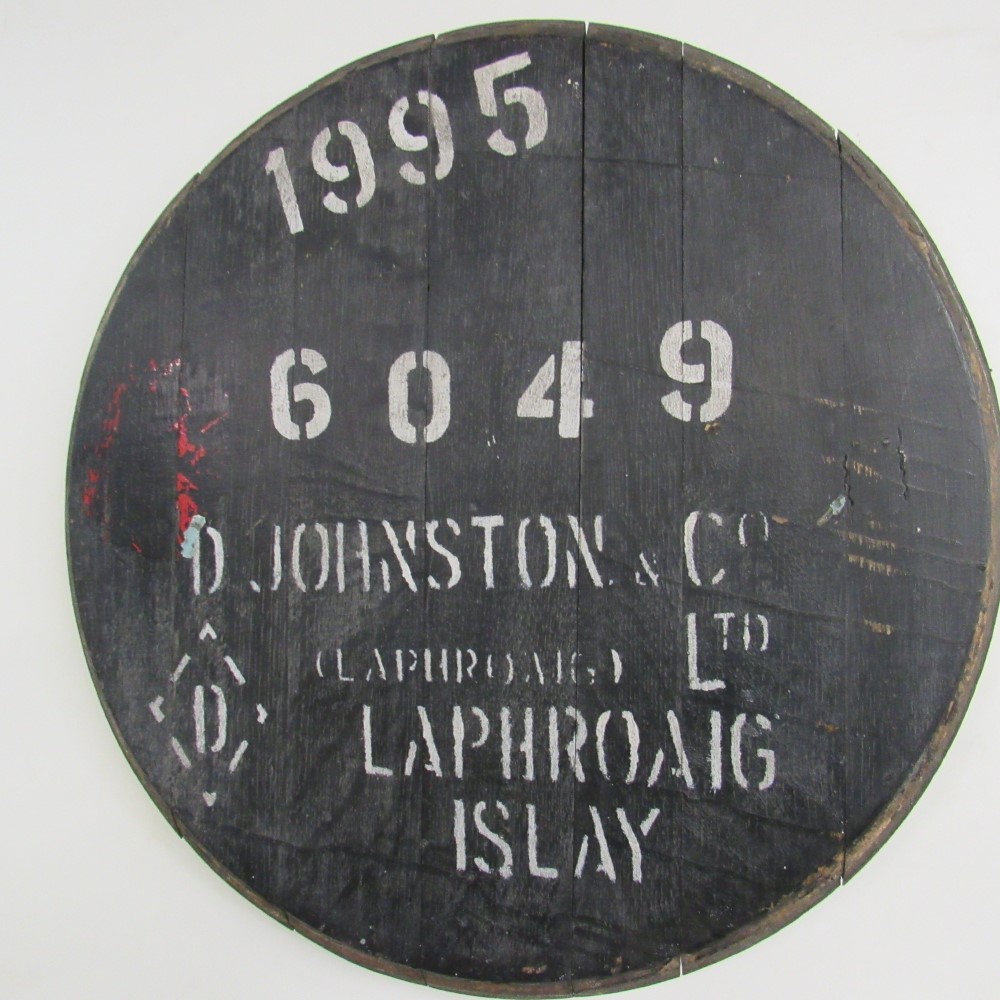 1995
6049
D JOHNSTON & CO
LTD
(LAPHROAIG)
D
LAPHROAIG
ISLAY